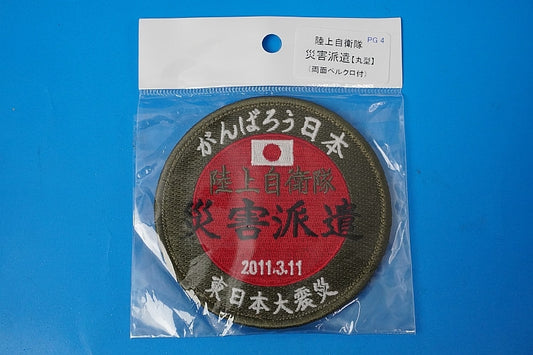 陸上自衛隊 PG 4
災害派遣【丸型】
(両面ベルクロ付)
がんばろう日本
陸上自衛隊
災害派遣
2011.3.11
東日本大震災